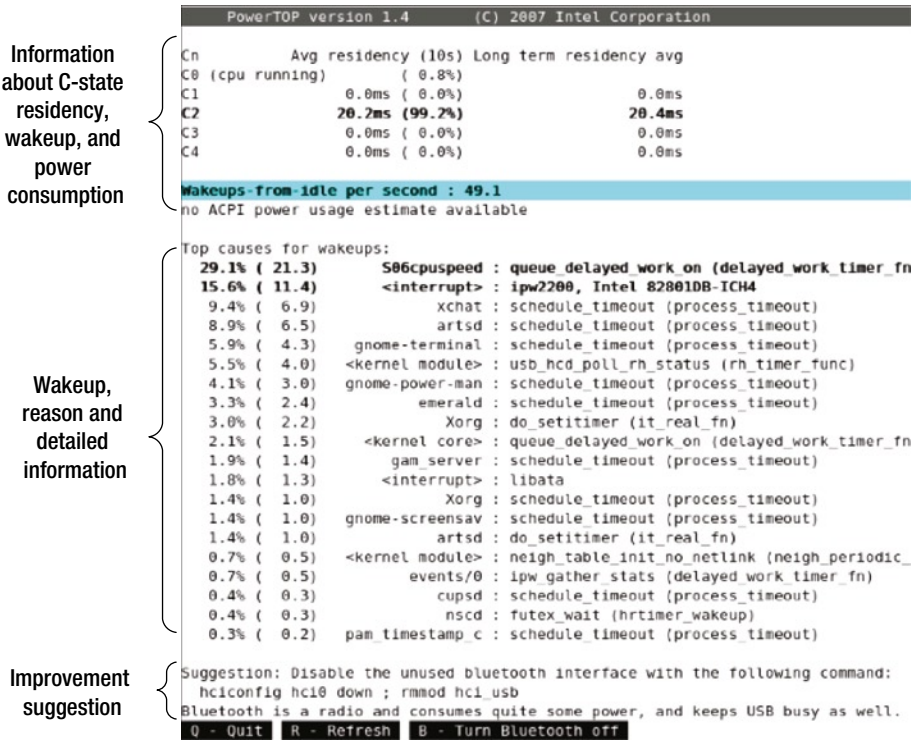 PowerTOP version 1.4 (C) 2007 Intel Corporation
Information
about C-state
residency,
wakeup, and
power
consumption
Cn Avg residency (10s) Long term residency avg
C0 (cpu running) ( 0.8%)
C1 0.0ms ( 0.0%) 0.0ms
C2 20.2ms (99.2%) 20.4ms
C3 0.0ms ( 0.0%) 0.0ms
C4 0.0ms ( 0.0%) 0.0ms
Wakeups-from-idle per second : 49.1
no ACPI power usage estimate available
Wakeup,
reason and
detailed
information
Top causes for wakeups:
29.1% ( 21.3) S06cpuspeed : queue_delayed_work_on (delayed_work_timer_fn
15.6% ( 11.4) <interrupt> : ipw2200, Intel 82801DB-ICH4
9.4% ( 6.9) xchat : schedule_timeout (process_timeout)
8.9% ( 6.5) artsd : schedule_timeout (process_timeout)
5.9% ( 4.3) gnome-terminal : schedule_timeout (process_timeout)
5.5% ( 4.0) <kernel module> : usb_hcd_poll_rh_status (rh_timer_func)
4.1% ( 3.0) gnome-power-man : schedule_timeout (process_timeout)
3.3% ( 2.4) emerald : schedule_timeout (process_timeout)
3.0% ( 2.2) Xorg : do_setitimer (it_real_fn)
2.1% ( 1.5) <kernel core> : queue_delayed_work_on (delayed_work_timer_fn
1.9% ( 1.4) gam_server : schedule_timeout (process_timeout)
1.8% ( 1.3) <interrupt> : libata
1.4% ( 1.0) Xorg : schedule_timeout (process_timeout)
1.4% ( 1.0) gnome-screensav : schedule_timeout (process_timeout)
1.4% ( 1.0) artsd : do_setitimer (it_real_fn)
0.7% ( 0.5) <kernel module> : neigh_table_init_no_netlink (neigh_periodic_
0.7% ( 0.5) events/0 : ipw_gather_stats (delayed_work_timer_fn)
0.4% ( 0.3) cupsd : schedule_timeout (process_timeout)
0.4% ( 0.3) nscd : futex_wait (hrtimer_wakeup)
0.3% ( 0.2) pam_timestamp_c : schedule_timeout (process_timeout)
Improvement
suggestion
Suggestion: Disable the unused bluetooth interface with the following command:
hciconfig hci0 down ; rmmod hci_usb
Bluetooth is a radio and consumes quite some power, and keeps USB busy as well.
Q - Quit R - Refresh B - Turn Bluetooth off